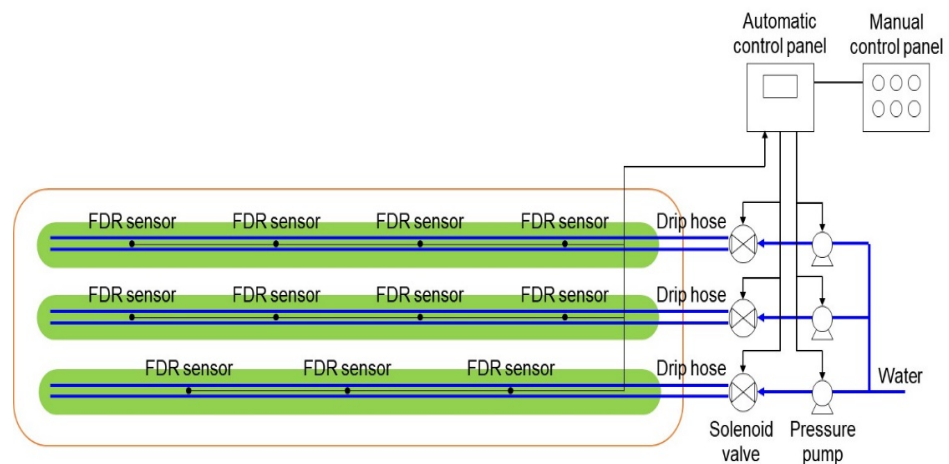 Automatic
control panel
Manual
control panel
FDR sensor
FDR sensor
FDR sensor
FDR sensor
Drip hose
FDR sensor
FDR sensor
FDR sensor
FDR sensor
Drip hose
FDR sensor
FDR sensor
FDR sensor
Drip hose
Water
Solenoid
valve
Pressure
pump